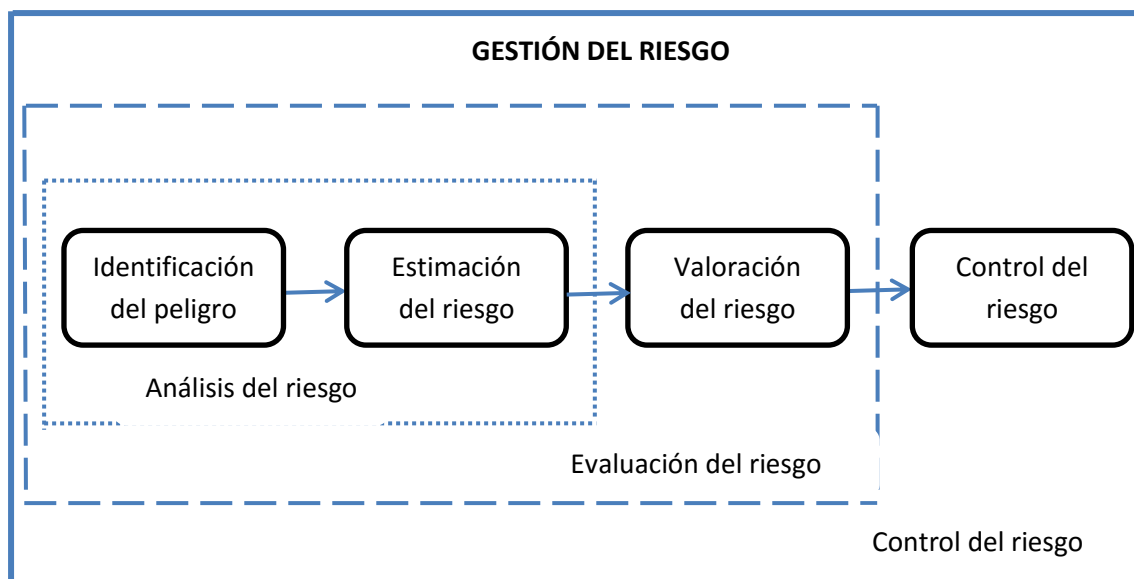 GESTIÓN DEL RIESGO
Identificación
del peligro
Estimación
del riesgo
Valoración
del riesgo
Control del
riesgo
Análisis del riesgo
Evaluación del riesgo
Control del riesgo